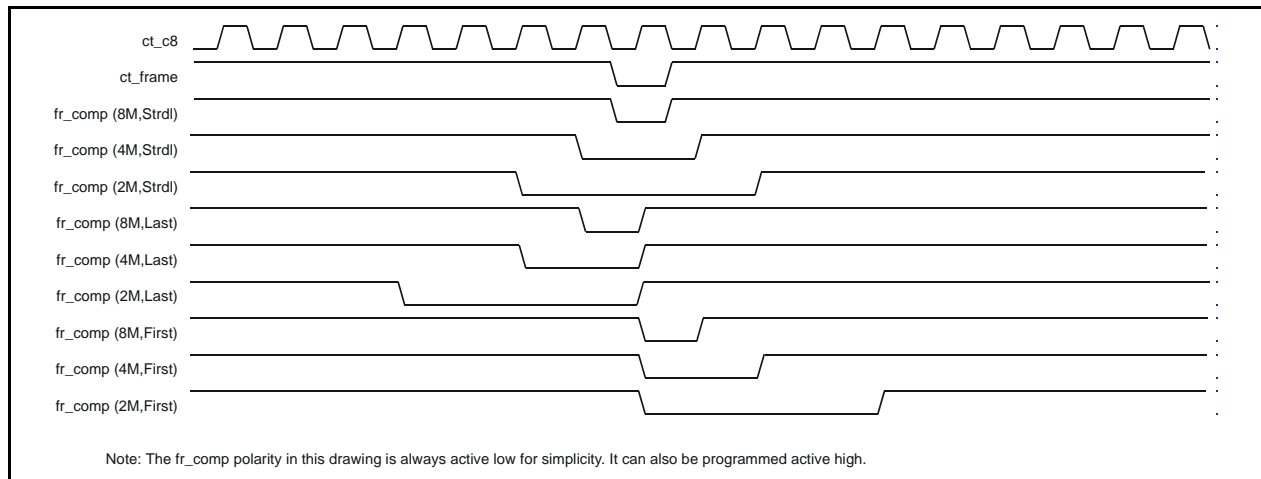 ct_c8
ct_frame
fr_comp (8M,Strdl)
fr_comp (4M,Strdl)
fr_comp (2M,Strdl)
fr_comp (8M,Last)
fr_comp (4M,Last)
fr_comp (2M,Last)
fr_comp (8M,First)
fr_comp (4M,First)
fr_comp (2M,First)
Note: The fr_comp polarity in this drawing is always active low for simplicity. It can also be programmed active high.